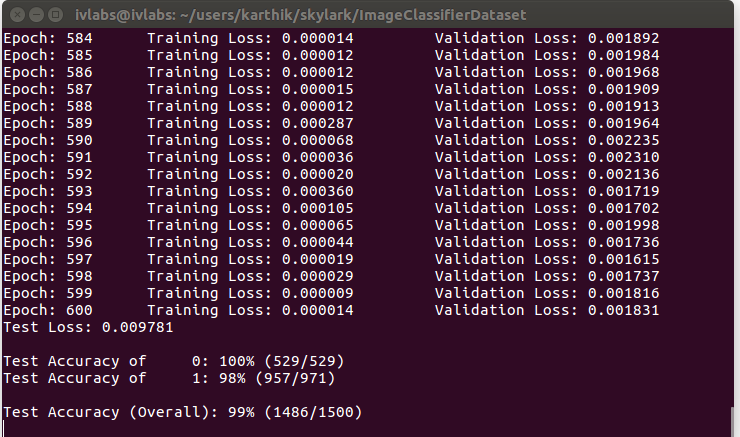 ivlabs@ivlabs: ~/users/karthik/skylark/ImageClassifierDataset
Epoch: 584 Training Loss: 0.000014 Validation Loss: 0.001892
Epoch: 585 Training Loss: 0.000012 Validation Loss: 0.001984
Epoch: 586 Training Loss: 0.000012 Validation Loss: 0.001968
Epoch: 587 Training Loss: 0.000015 Validation Loss: 0.001909
Epoch: 588 Training Loss: 0.000012 Validation Loss: 0.001913
Epoch: 589 Training Loss: 0.000287 Validation Loss: 0.001964
Epoch: 590 Training Loss: 0.000068 Validation Loss: 0.002235
Epoch: 591 Training Loss: 0.000036 Validation Loss: 0.002310
Epoch: 592 Training Loss: 0.000020 Validation Loss: 0.002136
Epoch: 593 Training Loss: 0.000360 Validation Loss: 0.001719
Epoch: 594 Training Loss: 0.000105 Validation Loss: 0.001702
Epoch: 595 Training Loss: 0.000065 Validation Loss: 0.001998
Epoch: 596 Training Loss: 0.000044 Validation Loss: 0.001736
Epoch: 597 Training Loss: 0.000019 Validation Loss: 0.001615
Epoch: 598 Training Loss: 0.000029 Validation Loss: 0.001737
Epoch: 599 Training Loss: 0.000009 Validation Loss: 0.001816
Epoch: 600 Training Loss: 0.000014 Validation Loss: 0.001831
Test Loss: 0.009781
Test Accuracy of 0: 100% (529/529)
Test Accuracy of 1: 98% (957/971)
Test Accuracy (Overall): 99% (1486/1500)